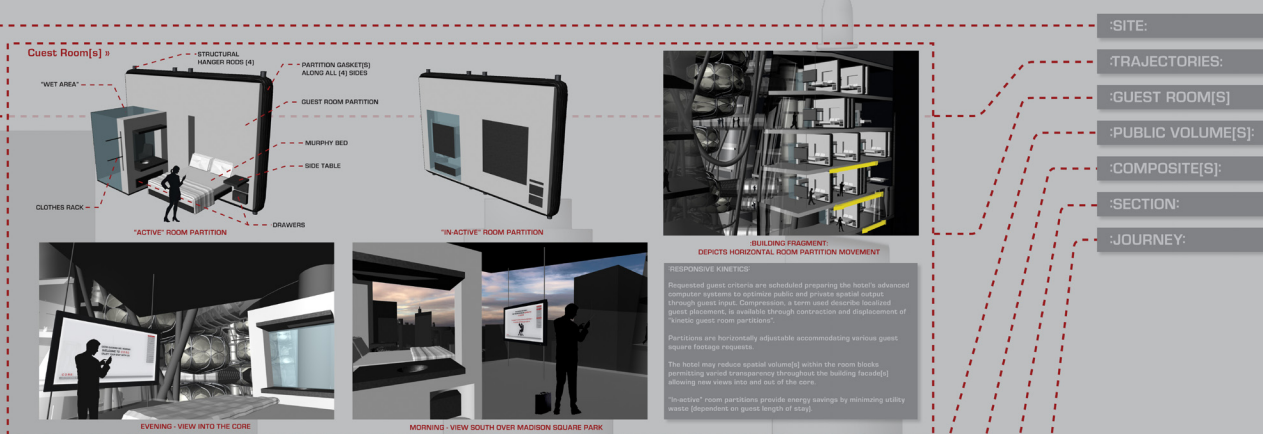 :SITE:
:TRAJECTORIES:
:GUEST ROOM[S]
:PUBLIC VOLUME[S]:
:COMPOSITE[S]:
:SECTION:
:JOURNEY:
Guest Room[s] »
STRUCTURAL
HANGER RODS (4)
PARTITION GASKET(S)
ALONG ALL (4) SIDES
"WET AREA"
GUEST ROOM PARTITION
MURPHY BED
SIDE TABLE
CLOTHES RACK
DRAWERS
"ACTIVE" ROOM PARTITION
"IN-ACTIVE" ROOM PARTITION
:BUILDING FRAGMENT:
DEPICTS HORIZONTAL ROOM PARTITION MOVEMENT
EVENING - VIEW INTO THE CORE
MORNING - VIEW SOUTH OVER MADISON SQUARE PARK
:RESPONSIVE KINETICS:
Requested guest criteria are scheduled preparing the hotel's advanced
computer systems to optimize public and private spatial output
through guest input. Compression, a term used describe localized
guest placement, is available through contraction and displacement of
"kinetic guest room partitions".
Partitions are horizontally adjustable accommodating various guest
square footage requests.
The hotel may reduce spatial volume[s] within the room blocks
permitting varied transparency throughout the building facade[s]
allowing new views into and out of the core.
"In-active" room partitions provide energy savings by minimizing utility
waste [dependent on guest length of stay].